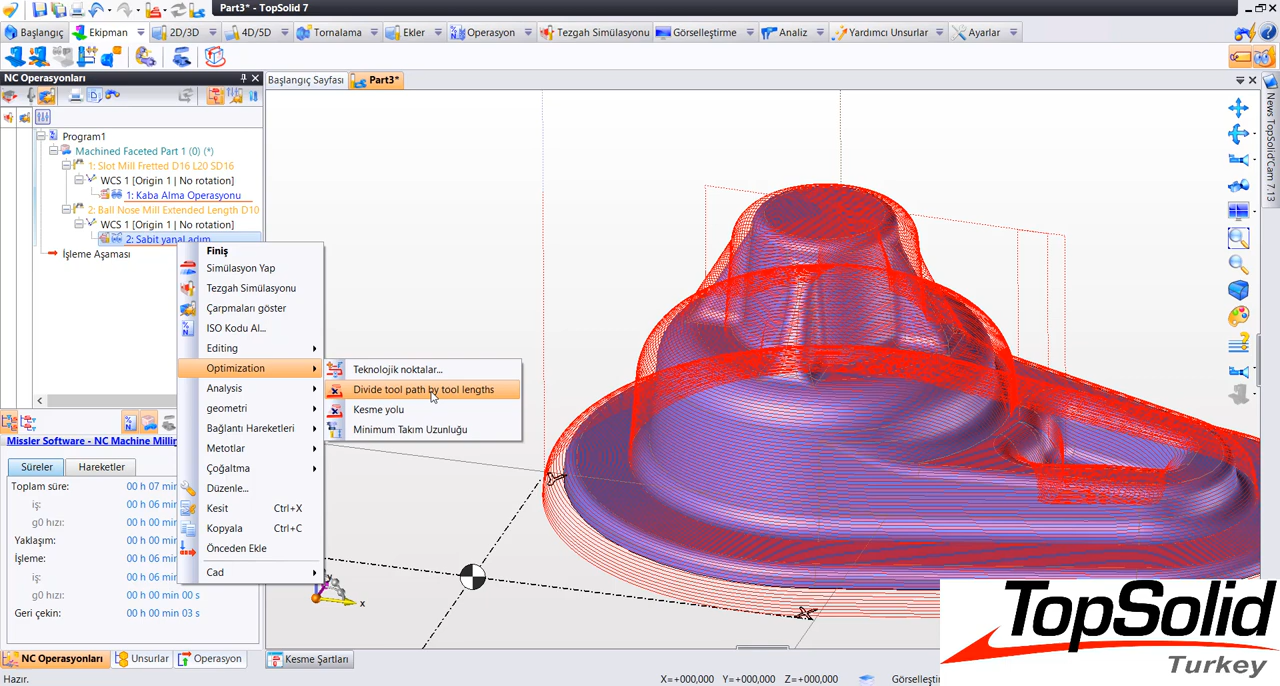 Part3* - TopSolid 7
Başlangıç
Ekipman
2D/3D
4D/5D
Tornalama
Ekler
Operasyon
Tezgah Simülasyonu
Görselleştirme
Analiz
Yardımcı Unsurlar
Ayarlar
NC Operasyonları
Başlangıç Sayfası
Part3*
Program1
Machined Faceted Part 1 (0) (*)
1: Slot Mill Fretted D16 L20 SD16
WCS 1 [Origin 1 | No rotation]
1: Kaba Alma Operasyonu
2: Ball Nose Mill Extended Length D10
WCS 1 [Origin 1 | No rotation]
2: Sabit yanal adım
İşleme Aşaması
Finiş
Simülasyon Yap
Tezgah Simülasyonu
Çarpmaları göster
ISO Kodu Al...
Editing
Optimization
Analysis
geometri
Bağlantı Hareketleri
Metotlar
Çoğaltma
Düzenle...
Kesit Ctrl+X
Kopyala Ctrl+C
Önceden Ekle
Cad
Teknolojik noktalar...
Divide tool path by tool lengths
Kesme yolu
Minimum Takım Uzunluğu
Missler Software - NC Machine Millin
Süreler
Hareketler
Toplam süre: 00 h 07 min
iş: 00 h 06 min
g0 hızı: 00 h 00 min
Yaklaşım: 00 h 00 min
İşleme: 00 h 06 min
iş: 00 h 06 min
g0 hızı: 00 h 00 min 00 s
Geri çekin: 00 h 00 min 03 s
NC Operasyonları
Unsurlar
Operasyon
Kesme Şartları
Hazır.
X=+000,000 Y=+000,000 Z=+000,000
Görselleşti
News TopSolid'Cam 7.13
x
y
TopSolid
Turkey